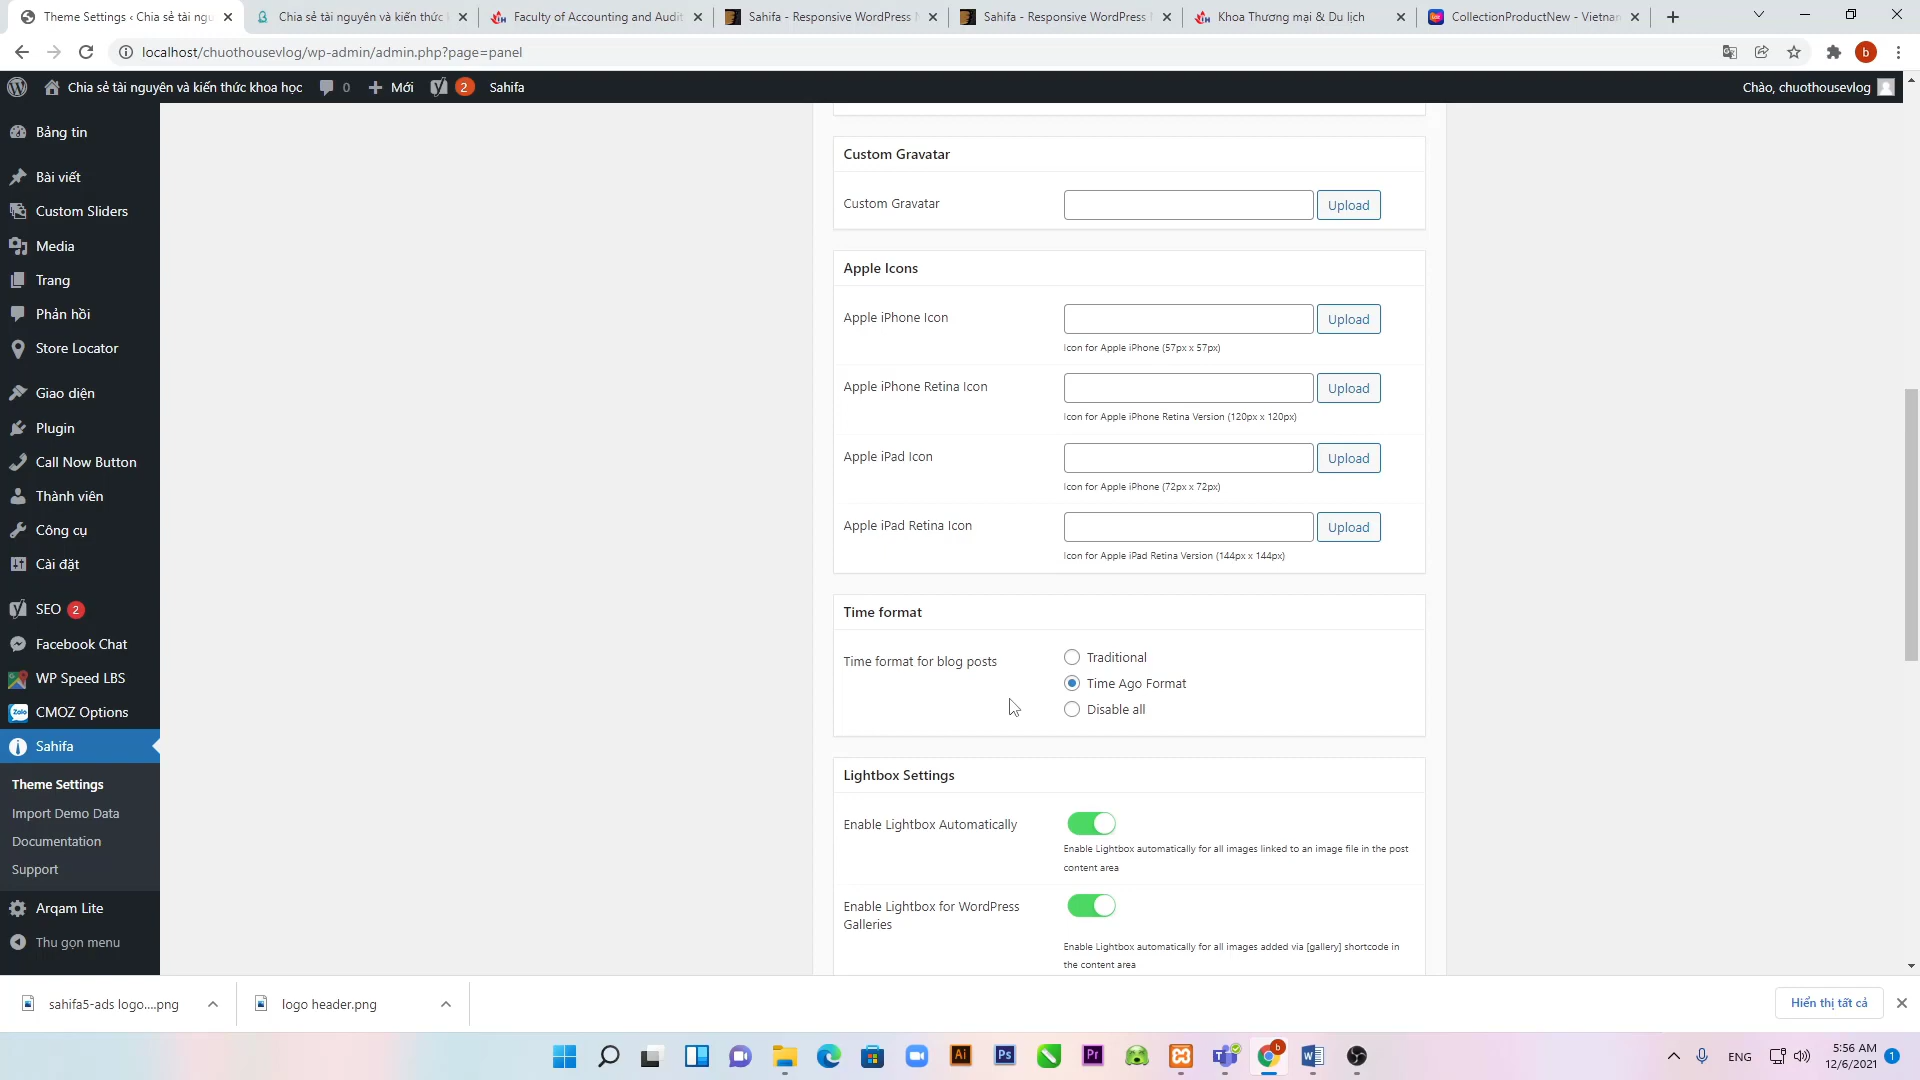 Theme Settings ‹ Chia sẻ tài ngu
Chia sẻ tài nguyên và kiến thức
Faculty of Accounting and Audit
Sahifa - Responsive WordPress
Sahifa - Responsive WordPress
Khoa Thương mại & Du lịch
CollectionProductNew - Vietnam
localhost/chuothousevlog/wp-admin/admin.php?page=panel
b
Chia sẻ tài nguyên và kiến thức khoa học
0
Mới
2
Sahifa
Chào, chuothousevlog
Bảng tin
Bài viết
Custom Sliders
Media
Trang
Phản hồi
Store Locator
Giao diện
Plugin
Call Now Button
Thành viên
Công cụ
Cài đặt
SEO 2
Facebook Chat
WP Speed LBS
Zalo CMOZ Options
Sahifa
Theme Settings
Import Demo Data
Documentation
Support
Arqam Lite
Thu gọn menu
Custom Gravatar
Custom Gravatar
Upload
Apple Icons
Apple iPhone Icon
Upload
Icon for Apple iPhone (57px x 57px)
Apple iPhone Retina Icon
Upload
Icon for Apple iPhone Retina Version (120px x 120px)
Apple iPad Icon
Upload
Icon for Apple iPhone (72px x 72px)
Apple iPad Retina Icon
Upload
Icon for Apple iPad Retina Version (144px x 144px)
Time format
Time format for blog posts
Traditional
Time Ago Format
Disable all
Lightbox Settings
Enable Lightbox Automatically
Enable Lightbox automatically for all images linked to an image file in the post
content area
Enable Lightbox for WordPress
Galleries
Enable Lightbox automatically for all images added via [gallery] shortcode in
the content area
sahifa5-ads logo....png
logo header.png
Hiển thị tất cả
Ai
Ps
Pr
b
ENG
5:56 AM
12/6/2021
1